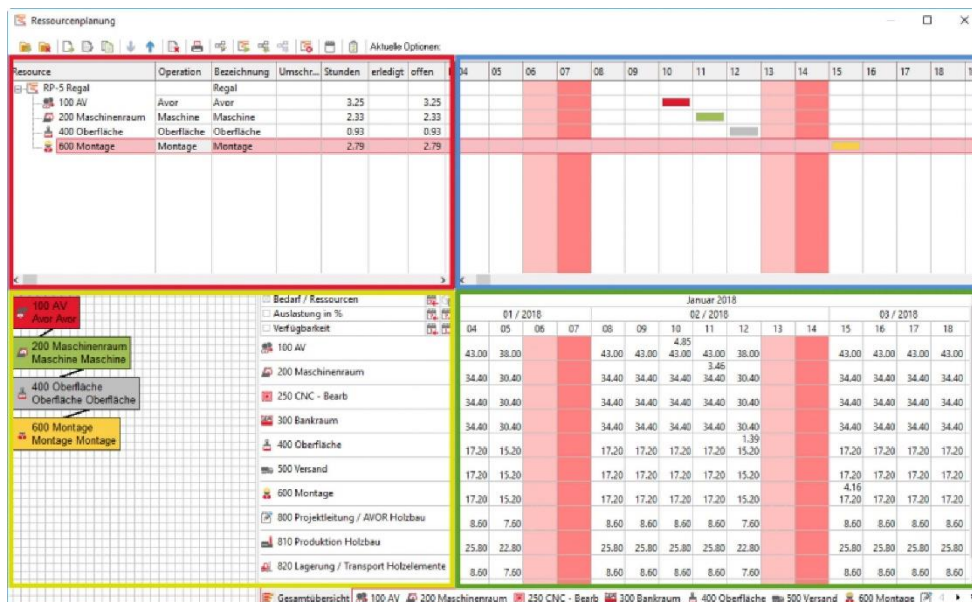 Ressourcenplanung
Aktuelle Optionen:
Resource Operation Bezeichnung Umschr... Stunden erledigt offen
RP-5 Regal Regal
100 AV Avor Avor 3.25 3.25
200 Maschinenraum Maschine Maschine 2.33 2.33
400 Oberfläche Oberfläche Oberfläche 0.93 0.93
600 Montage Montage Montage 2.79 2.79
04 05 06 07 08 09 10 11 12 13 14 15 16 17 18
100 AV
Avor Avor
200 Maschinenraum
Maschine Maschine
400 Oberfläche
Oberfläche Oberfläche
600 Montage
Montage Montage
Bedarf / Ressourcen
Auslastung in %
Verfügbarkeit
Januar 2018
01 / 2018 02 / 2018 03 / 2018
04 05 06 07 08 09 10 11 12 13 14 15 16 17 18
4.85
100 AV 43.00 38.00 43.00 43.00 43.00 43.00 38.00 43.00 43.00 43.00 43.00
3.46
200 Maschinenraum 34.40 30.40 34.40 34.40 34.40 34.40 30.40 34.40 34.40 34.40 34.40
250 CNC - Bearb 34.40 30.40 34.40 34.40 34.40 34.40 30.40 34.40 34.40 34.40 34.40
300 Bankraum 34.40 30.40 34.40 34.40 34.40 34.40 30.40 34.40 34.40 34.40 34.40
1.39
400 Oberfläche 17.20 15.20 17.20 17.20 17.20 17.20 15.20 17.20 17.20 17.20 17.20
500 Versand 17.20 15.20 17.20 17.20 17.20 17.20 15.20 17.20 17.20 17.20 17.20
4.16
600 Montage 17.20 15.20 17.20 17.20 17.20 17.20 15.20 17.20 17.20 17.20 17.20
800 Projektleitung / AVOR Holzbau 8.60 7.60 8.60 8.60 8.60 8.60 7.60 8.60 8.60 8.60 8.60
810 Produktion Holzbau 25.80 22.80 25.80 25.80 25.80 25.80 22.80 25.80 25.80 25.80 25.80
820 Lagerung / Transport Holzelemente 8.60 7.60 8.60 8.60 8.60 8.60 7.60 8.60 8.60 8.60 8.60
Gesamtübersicht 100 AV 200 Maschinenraum 250 CNC - Bearb 300 Bankraum 400 Oberfläche 500 Versand 600 Montage